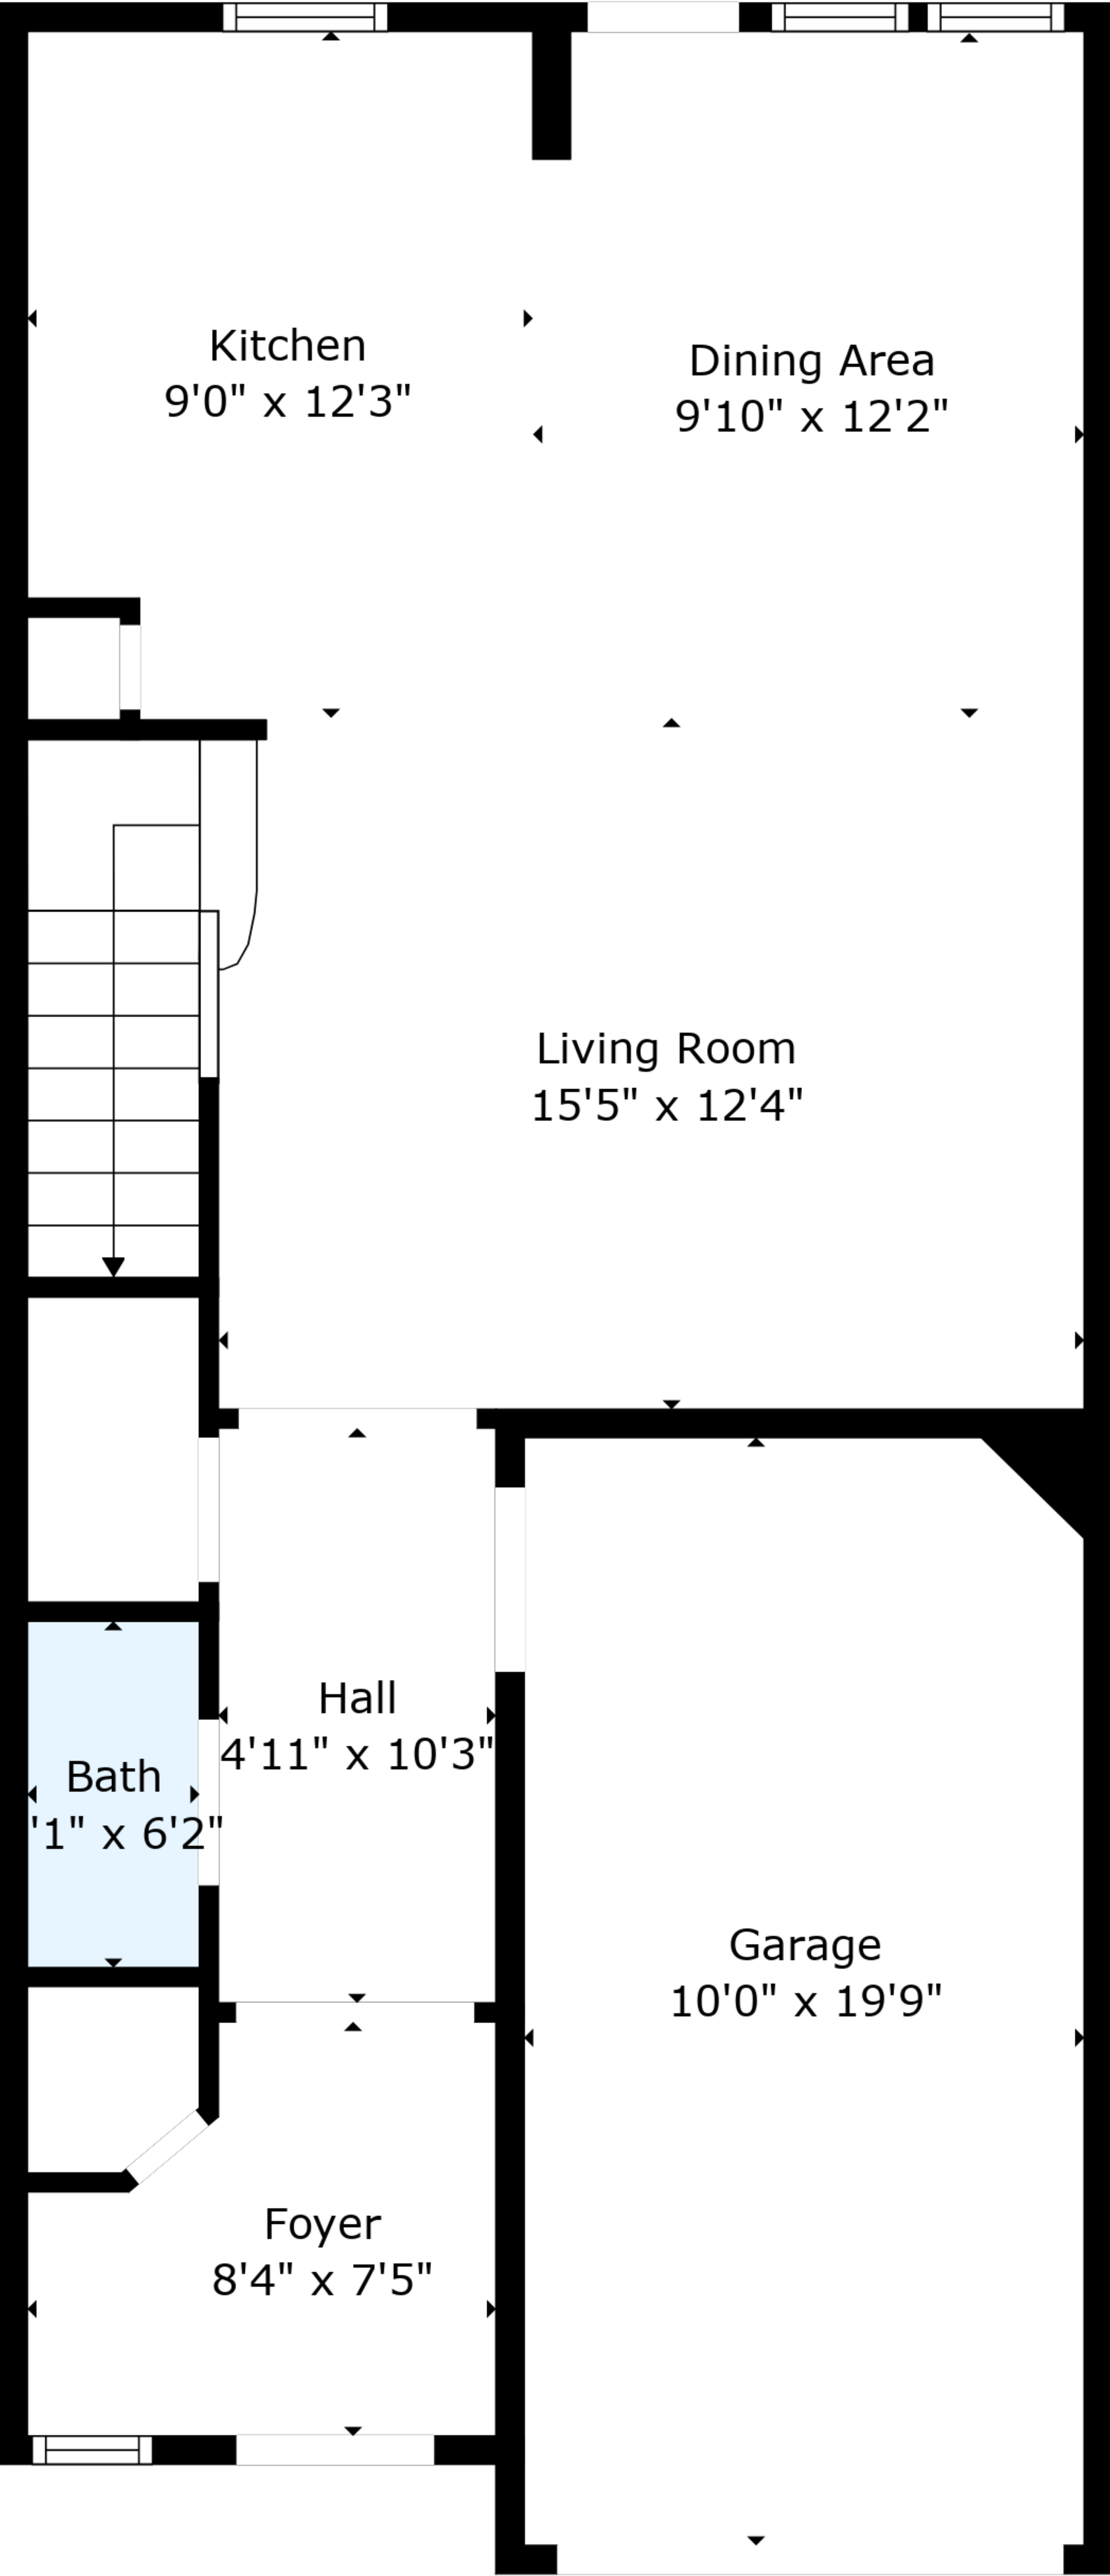 Kitchen
9'0" x 12'3"
Dining Area
9'10" x 12'2"
Living Room
15'5" x 12'4"
Hall
4'11" x 10'3"
Bath
'1" x 6'2"
Garage
10'0" x 19'9"
Foyer
8'4" x 7'5"